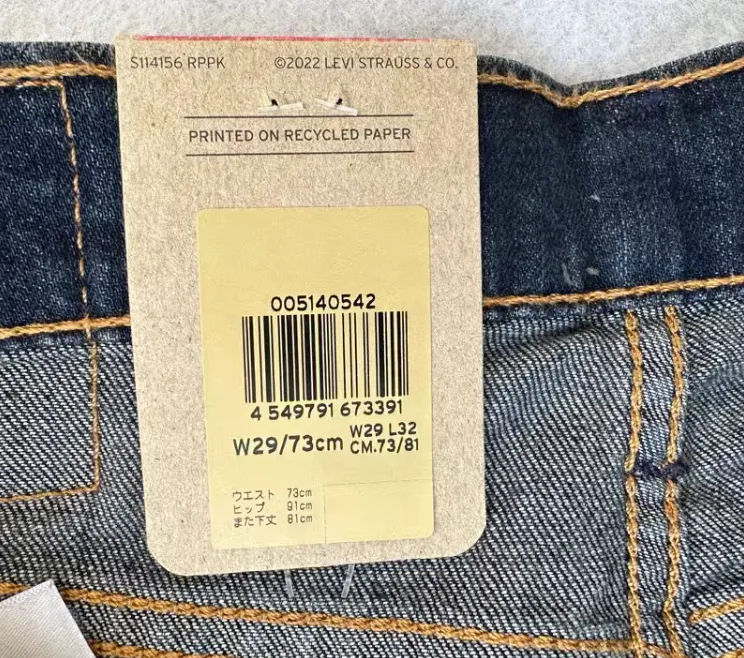 S114156 RPPK ©2022 LEVI STRAUSS & CO.
PRINTED ON RECYCLED PAPER
005140542
4 549791 673391
W29/73cm W29 L32
CM.73/81
ウエスト 73cm
ヒップ 91cm
また下丈 81cm